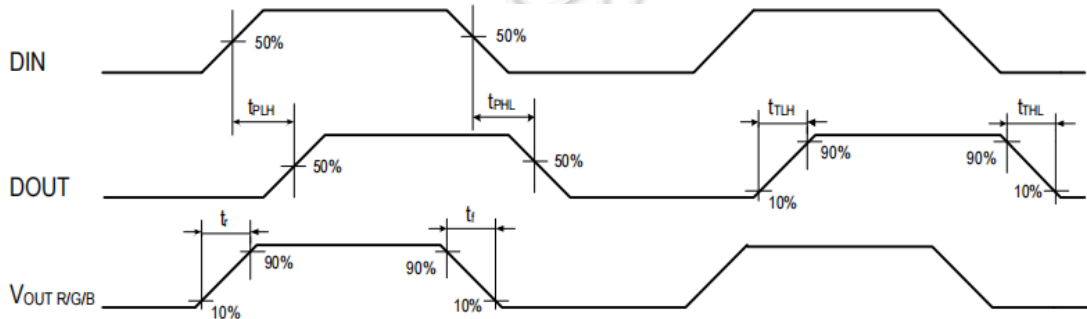 DIN
50%
50%
tPLH
tPHL
tTLH
tTHL
DOUT
50%
50%
90%
90%
10%
10%
tr
tf
VOUT R/G/B
90%
90%
10%
10%